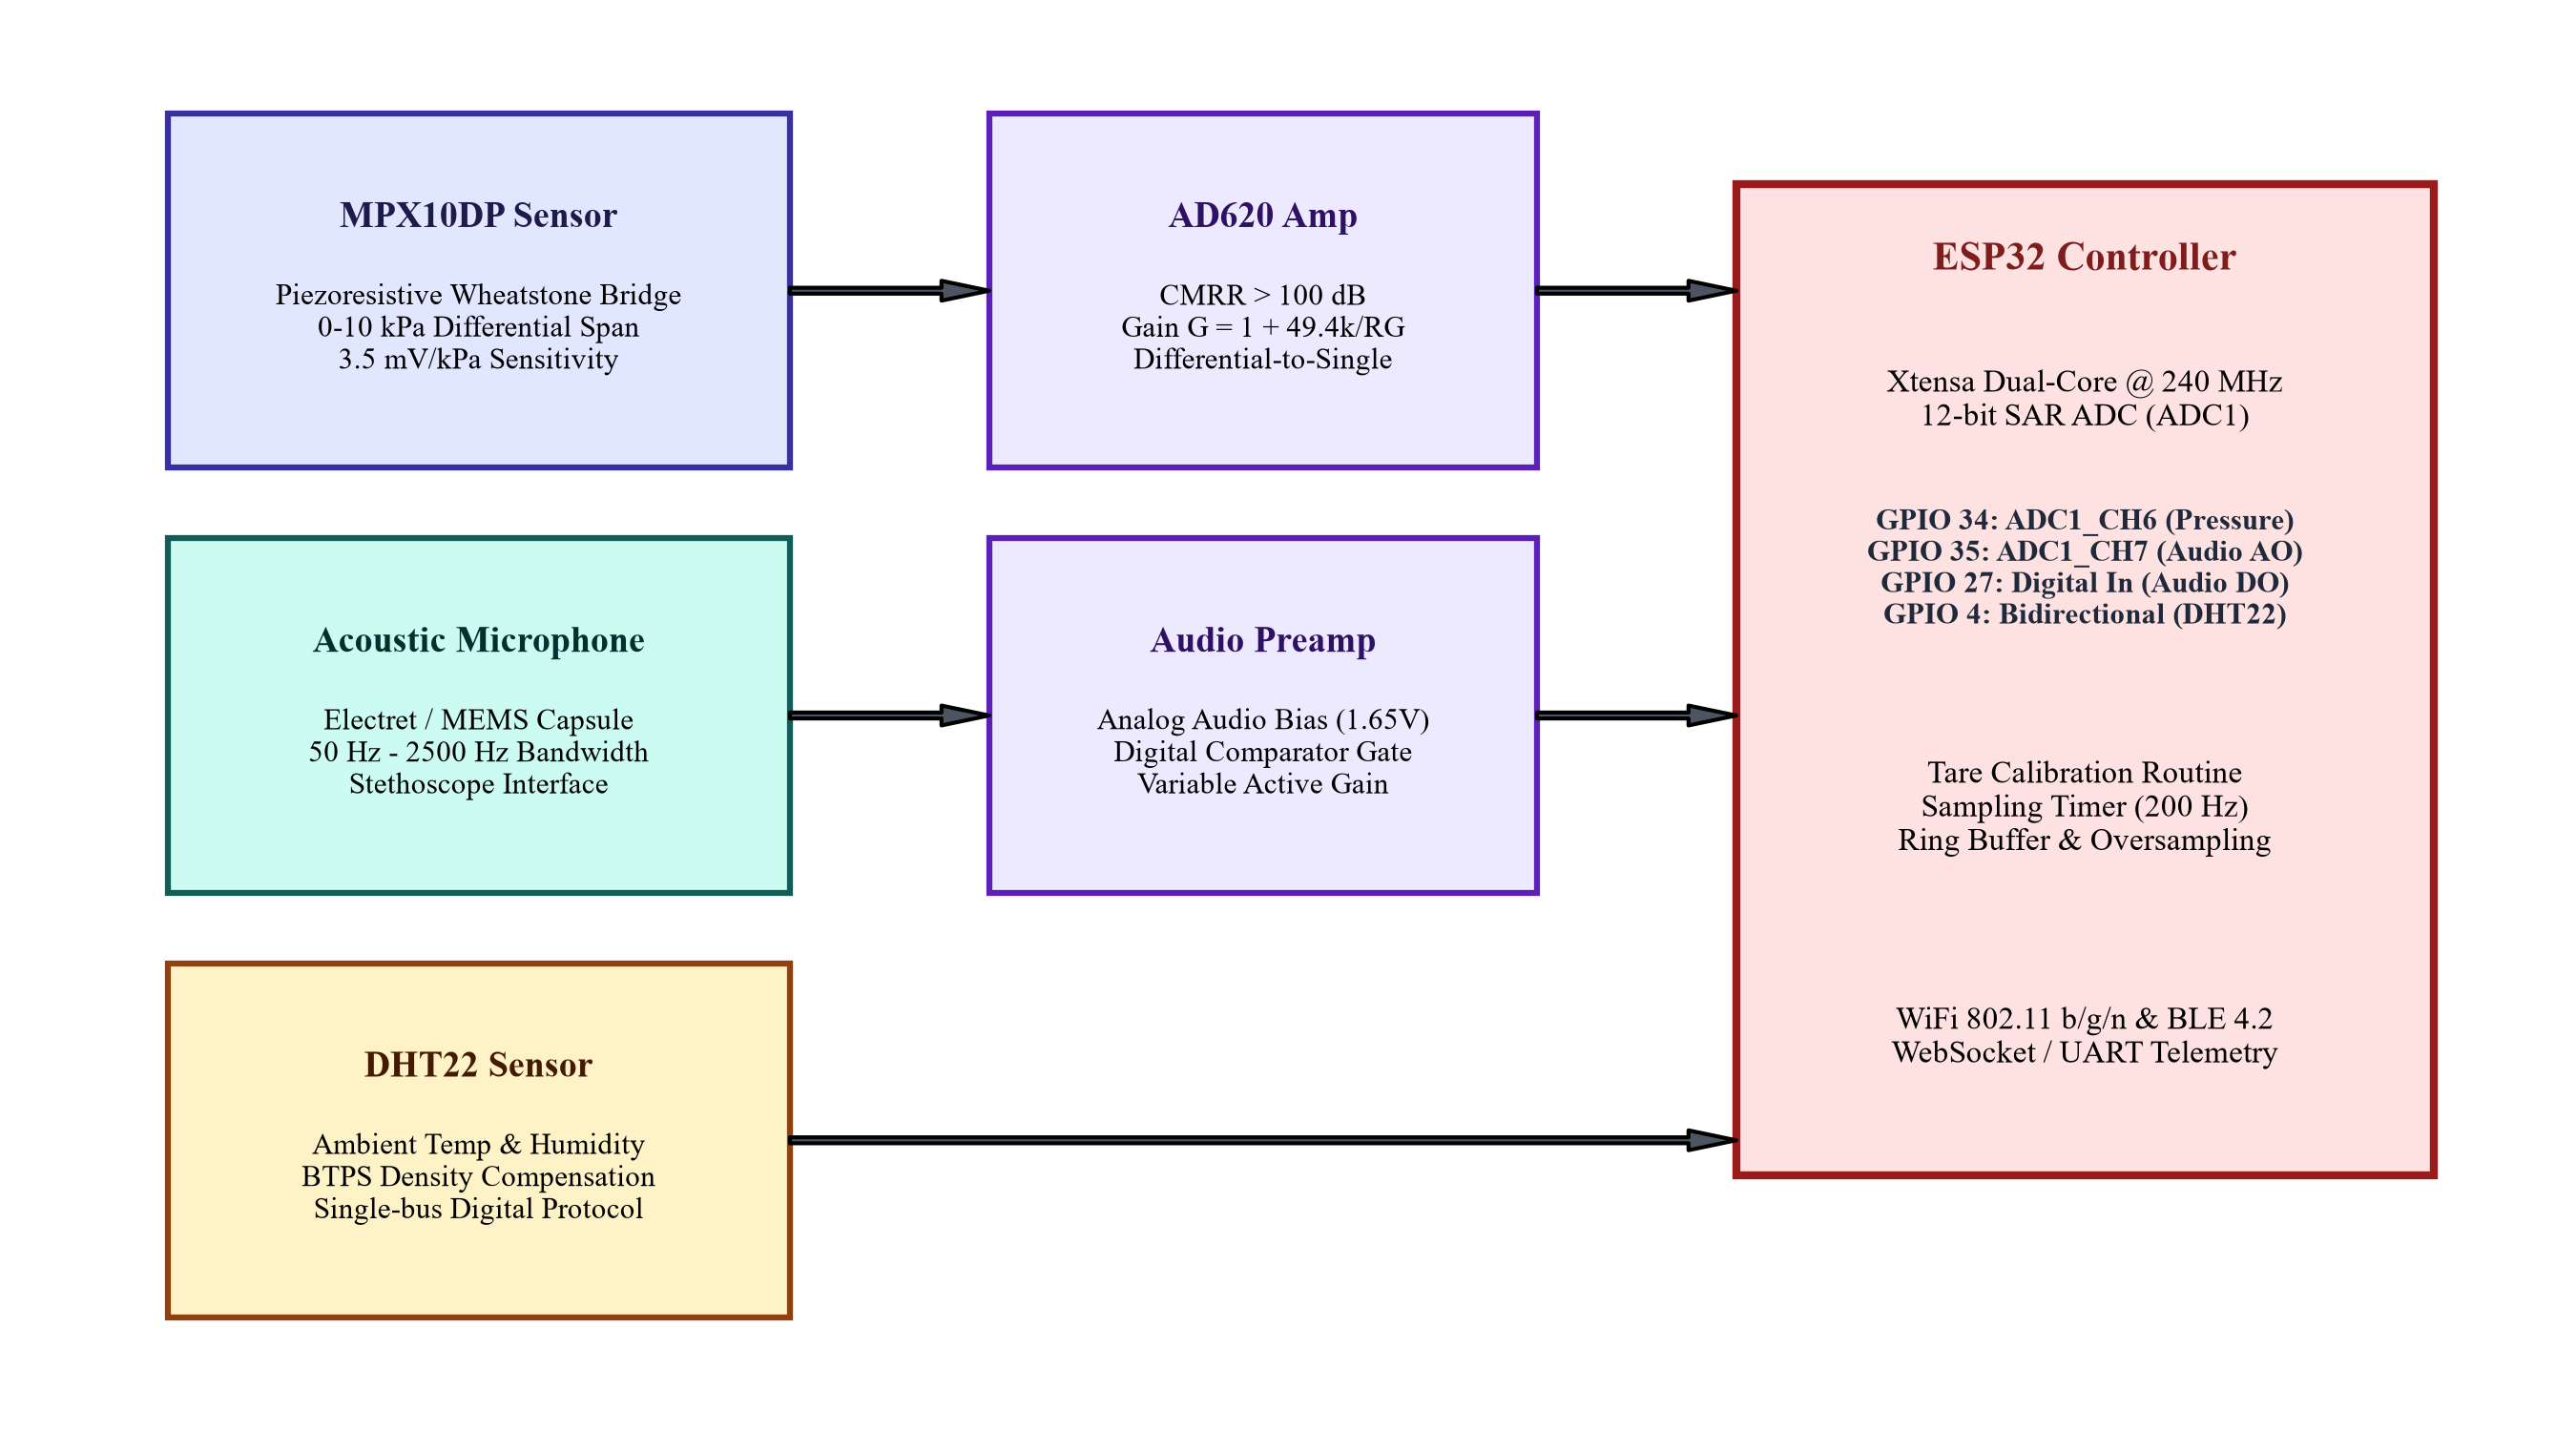 MPX10DP Sensor
Piezoresistive Wheatstone Bridge
0-10 kPa Differential Span
3.5 mV/kPa Sensitivity
AD620 Amp
CMRR > 100 dB
Gain G = 1 + 49.4k/RG
Differential-to-Single
ESP32 Controller
Xtensa Dual-Core @ 240 MHz
12-bit SAR ADC (ADC1)
GPIO 34: ADC1_CH6 (Pressure)
GPIO 35: ADC1_CH7 (Audio AO)
GPIO 27: Digital In (Audio DO)
GPIO 4: Bidirectional (DHT22)
Tare Calibration Routine
Sampling Timer (200 Hz)
Ring Buffer & Oversampling
WiFi 802.11 b/g/n & BLE 4.2
WebSocket / UART Telemetry
Acoustic Microphone
Electret / MEMS Capsule
50 Hz - 2500 Hz Bandwidth
Stethoscope Interface
Audio Preamp
Analog Audio Bias (1.65V)
Digital Comparator Gate
Variable Active Gain
DHT22 Sensor
Ambient Temp & Humidity
BTPS Density Compensation
Single-bus Digital Protocol